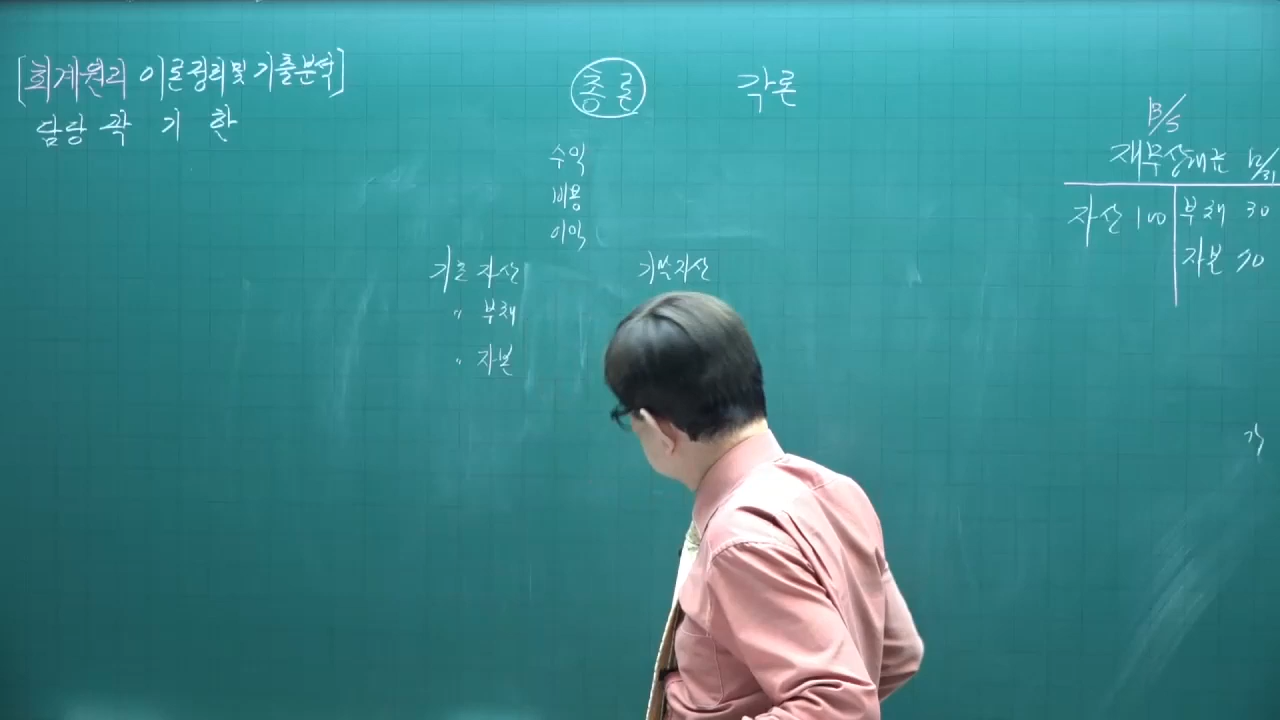 [회계원리 이론정리 및 기출분석]
담당 곽 기 환
총론 각론
수익
비용
이익
기초 자산 기말자산
〃 부채
〃 자본
B/S
재무상태표 12/31
자산 100 부채 30
자본 70